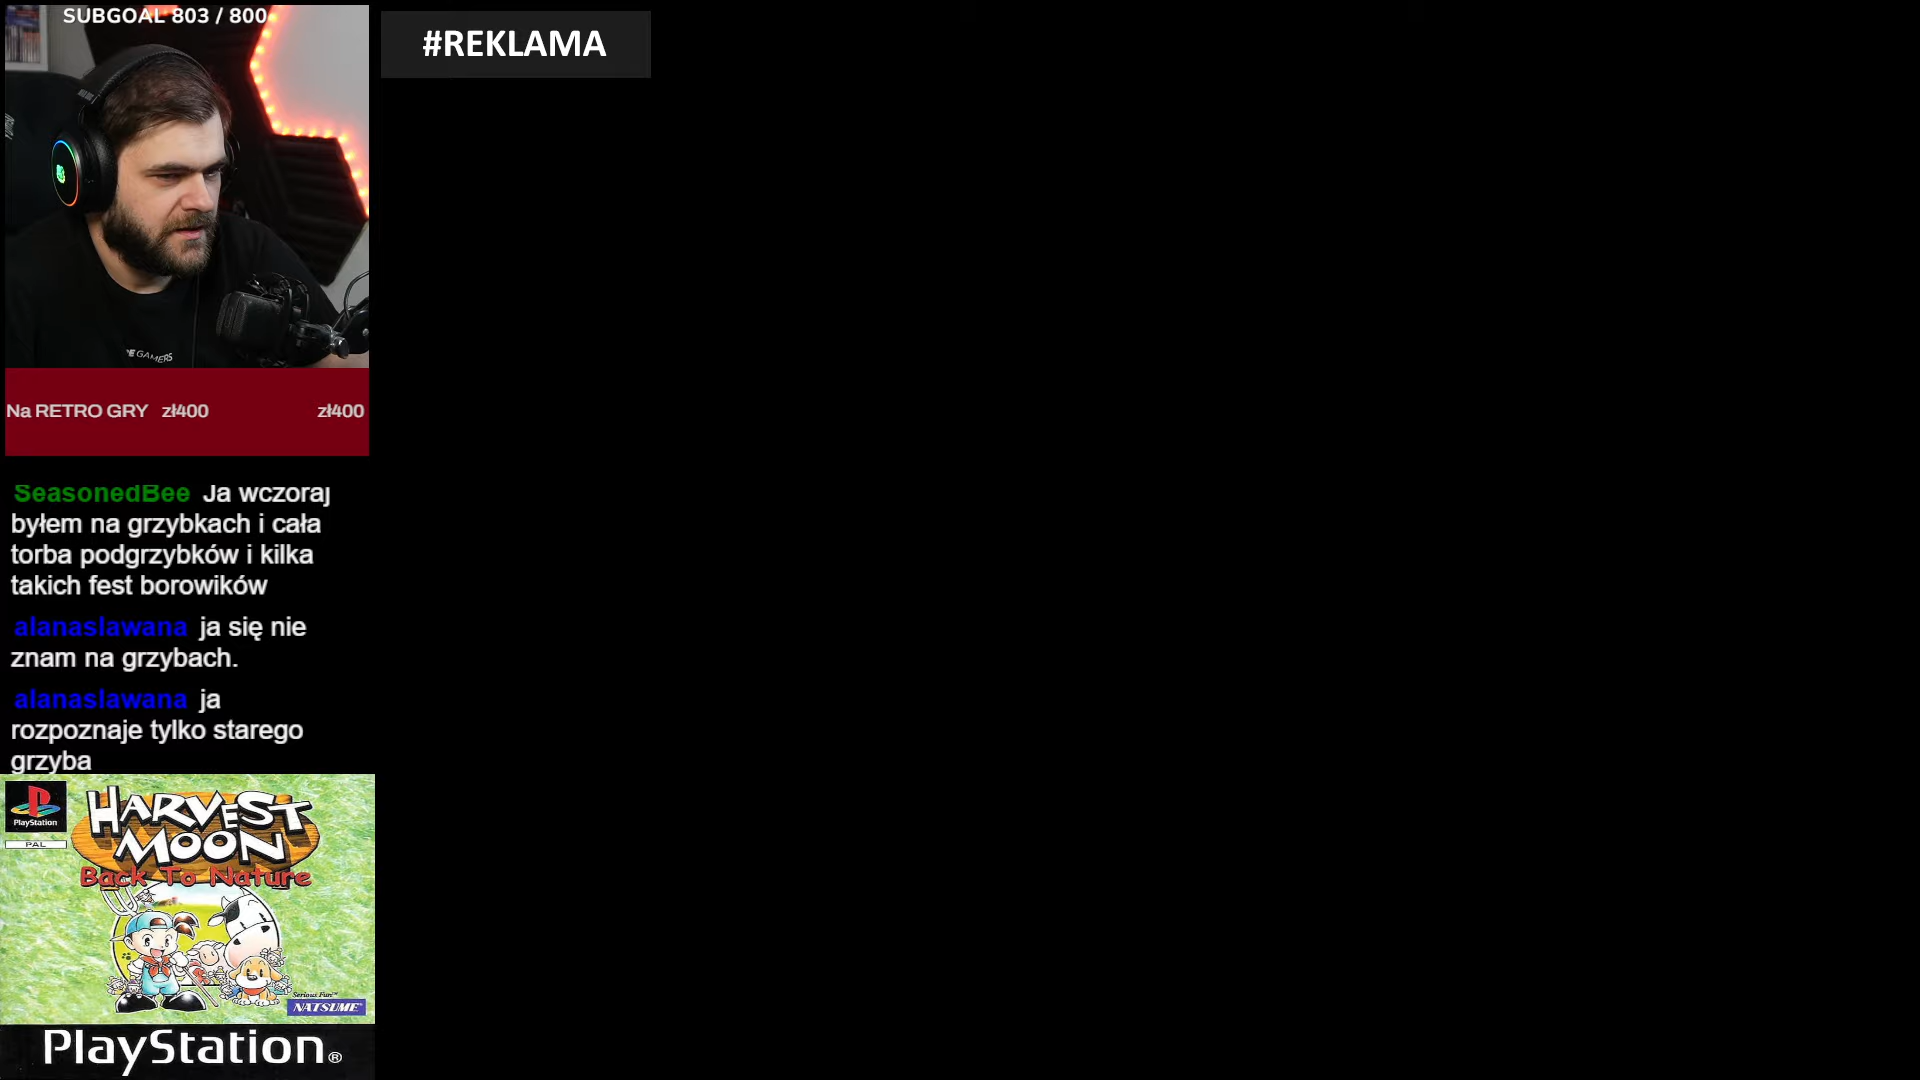 SUBGOAL 803 / 800
#REKLAMA
GAMERS
Na RETRO GRY zł400 zł400
SeasonedBee Ja wczoraj
byłem na grzybkach i cała
torba podgrzybków i kilka
takich fest borowików
alanaslawana ja się nie
znam na grzybach.
alanaslawana ja
rozpoznaje tylko starego
grzyba
PlayStation
PAL
HARVEST
MOON
Back To Nature
Serious Fun™
NATSUME®
PlayStation®